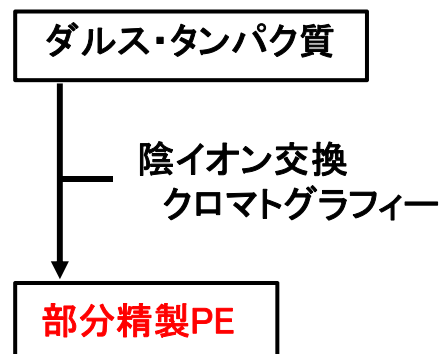 ダルス・タンパク質
陰イオン交換
クロマトグラフィー
部分精製PE